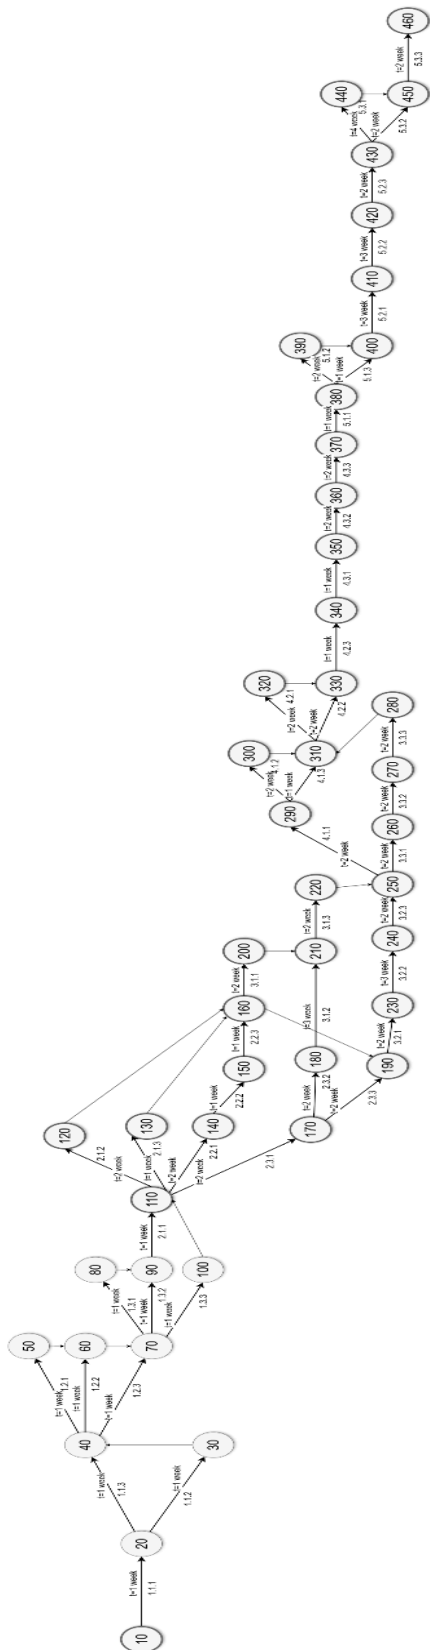 10
t=1 week
1.1.1
20
t=1 week
1.1.3
t=1 week
1.1.2
30
40
t=1 week
1.2.1
t=1 week
1.2.2
t=1 week
1.2.3
50
60
70
t=1 week
1.3.1
t=1 week
1.3.2
t=1 week
1.3.3
80
90
100
t=1 week
2.1.1
110
t=2 week
2.1.2
t=1 week
2.1.3
t=2 week
2.2.1
t=2 week
2.3.1
120
130
140
t=1 week
2.2.2
150
t=1 week
2.2.3
160
170
t=2 week
2.3.2
t=2 week
2.3.3
180
190
t=2 week
3.1.1
200
t=3 week
3.1.2
210
t=2 week
3.1.3
220
t=2 week
3.2.1
230
t=3 week
3.2.2
240
t=2 week
3.2.3
250
t=2 week
4.1.1
t=2 week
3.3.1
260
t=2 week
3.3.2
270
t=2 week
3.3.3
280
290
t=2 week
4.1.2
t=1 week
4.1.3
300
310
t=2 week
4.2.1
t=2 week
4.2.2
320
330
t=1 week
4.2.3
340
t=1 week
4.3.1
350
t=2 week
4.3.2
360
t=2 week
4.3.3
370
t=1 week
5.1.1
380
t=2 week
5.1.2
t=1 week
5.1.3
390
400
t=3 week
5.2.1
410
t=3 week
5.2.2
420
t=2 week
5.2.3
430
t=4 week
5.3.1
t=2 week
5.3.2
440
450
t=2 week
5.3.3
460